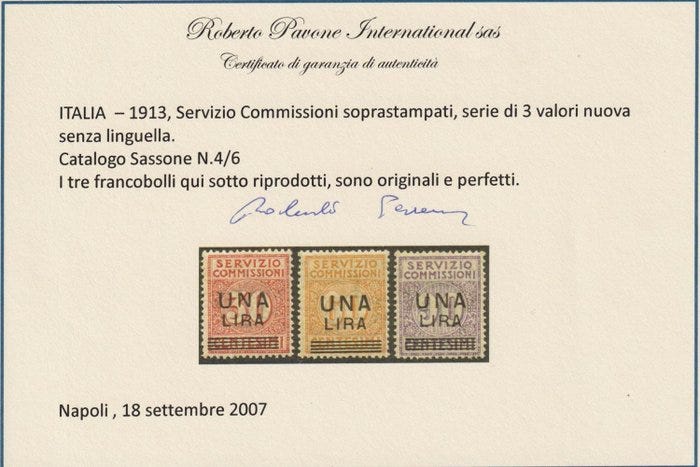 Roberto Pavone International sas
Certificato di garanzia di autenticità
ITALIA – 1913, Servizio Commissioni soprastampati, serie di 3 valori nuova
senza linguella.
Catalogo Sassone N.4/6
I tre francobolli qui sotto riprodotti, sono originali e perfetti.
SERVIZIO
COMMISSIONI
UNA
LIRA
CENTESIMI
SERVIZIO
COMMISSIONI
UNA
LIRA
SERVIZIO
COMMISSIONI
UNA
LIRA
CENTESIMI
Napoli , 18 settembre 2007